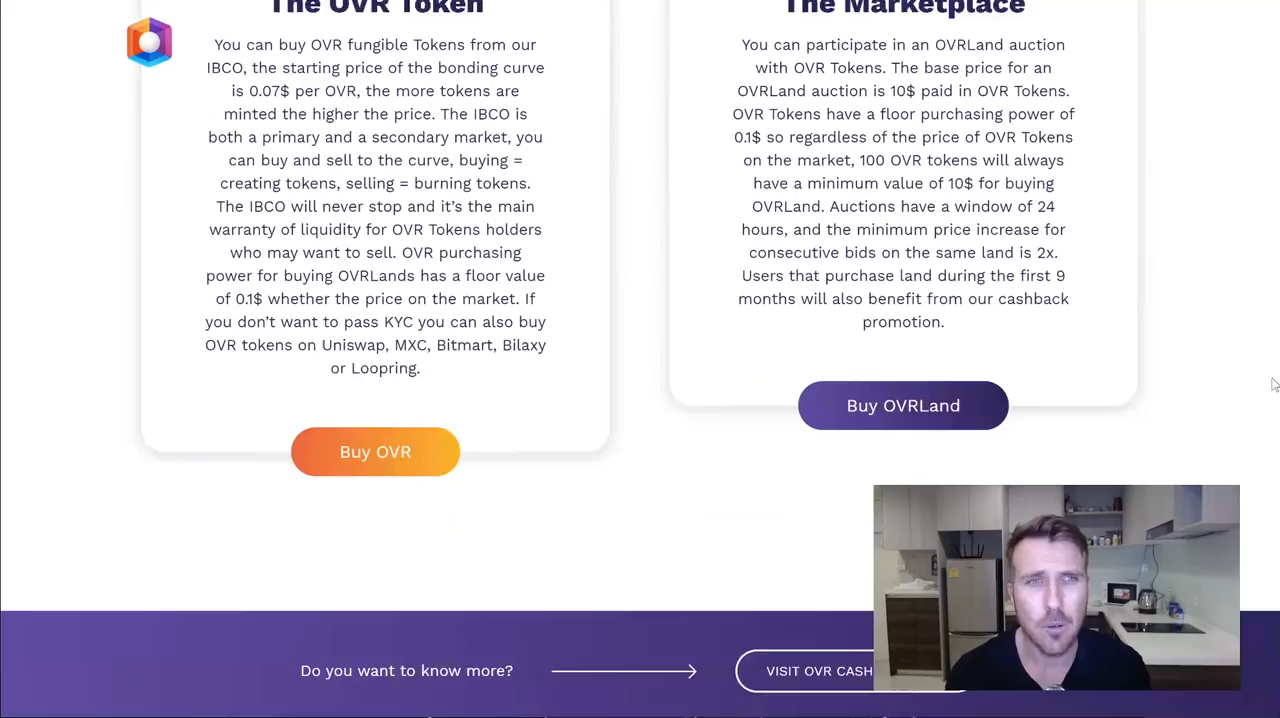 The OVR Token
You can buy OVR fungible Tokens from our
IBCO, the starting price of the bonding curve
is 0.07$ per OVR, the more tokens are
minted the higher the price. The IBCO is
both a primary and a secondary market, you
can buy and sell to the curve, buying =
creating tokens, selling = burning tokens.
The IBCO will never stop and it’s the main
warranty of liquidity for OVR Tokens holders
who may want to sell. OVR purchasing
power for buying OVRLands has a floor value
of 0.1$ whether the price on the market. If
you don’t want to pass KYC you can also buy
OVR tokens on Uniswap, MXC, Bitmart, Bilaxy
or Loopring.
Buy OVR
The Marketplace
You can participate in an OVRLand auction
with OVR Tokens. The base price for an
OVRLand auction is 10$ paid in OVR Tokens.
OVR Tokens have a floor purchasing power of
0.1$ so regardless of the price of OVR Tokens
on the market, 100 OVR tokens will always
have a minimum value of 10$ for buying
OVRLand. Auctions have a window of 24
hours, and the minimum price increase for
consecutive bids on the same land is 2x.
Users that purchase land during the first 9
months will also benefit from our cashback
promotion.
Buy OVRLand
Do you want to know more?
VISIT OVR CASH